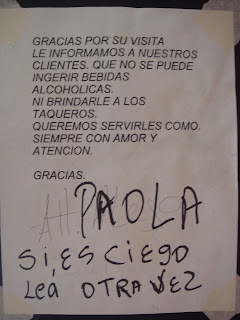 GRACIAS POR SU VISITA
LE INFORMAMOS A NUESTROS
CLIENTES. QUE NO SE PUEDE
INGERIR BEBIDAS
ALCOHOLICAS.
NI BRINDARLE A LOS
TAQUEROS.
QUEREMOS SERVIRLES COMO.
SIEMPRE CON AMOR Y
ATENCION.
GRACIAS.
PAOLA
SI, ES CIEGO
Lea OTRA VEZ